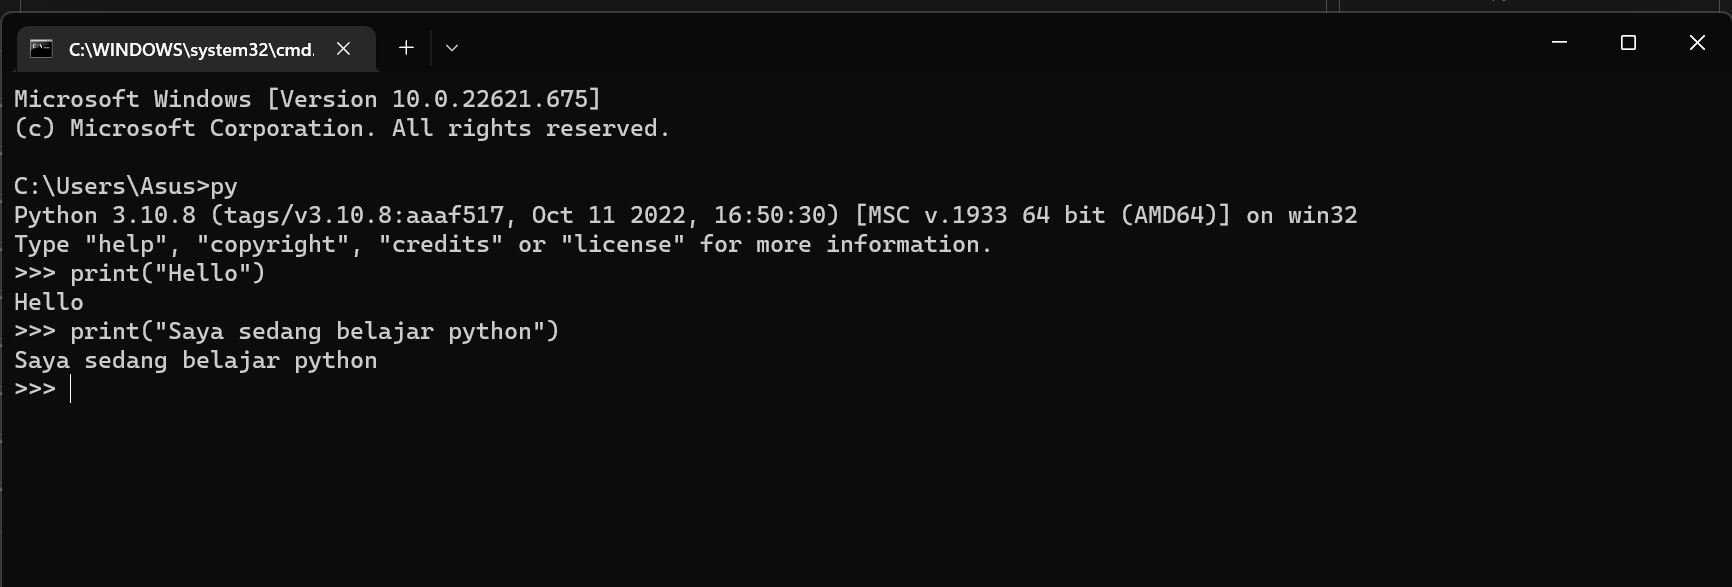 C:\WINDOWS\system32\cmd.
Microsoft Windows [Version 10.0.22621.675]
(c) Microsoft Corporation. All rights reserved.
C:\Users\Asus>py
Python 3.10.8 (tags/v3.10.8:aaaf517, Oct 11 2022, 16:50:30) [MSC v.1933 64 bit (AMD64)] on win32
Type "help", "copyright", "credits" or "license" for more information.
>>> print("Hello")
Hello
>>> print("Saya sedang belajar python")
Saya sedang belajar python
>>>